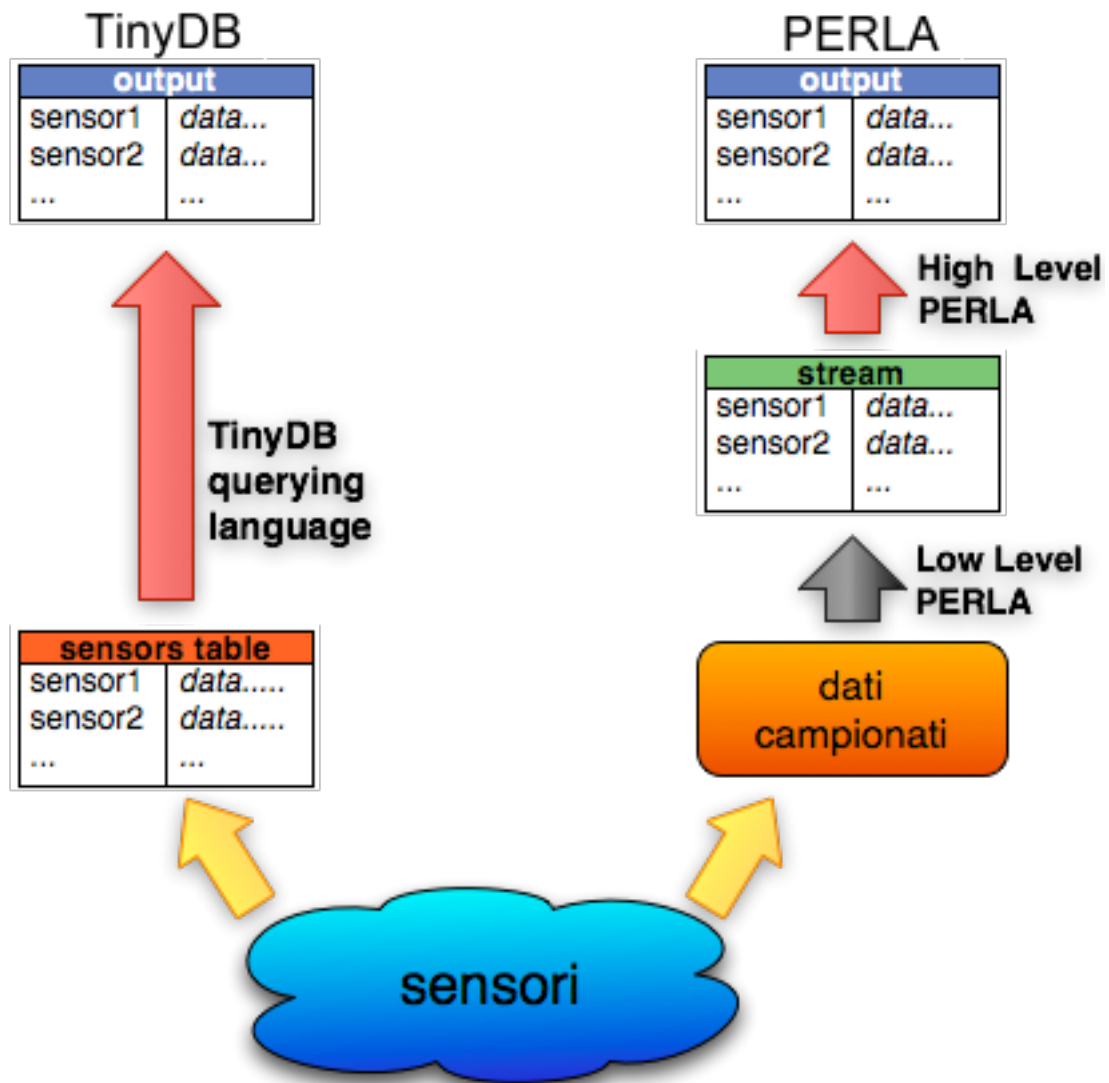 TinyDB
output
sensor1 data...
sensor2 data...
... ...
TinyDB
querying
language
sensors table
sensor1 data.....
sensor2 data.....
... ...
PERLA
output
sensor1 data...
sensor2 data...
... ...
High Level
PERLA
stream
sensor1 data...
sensor2 data...
... ...
Low Level
PERLA
dati
campionati
sensori